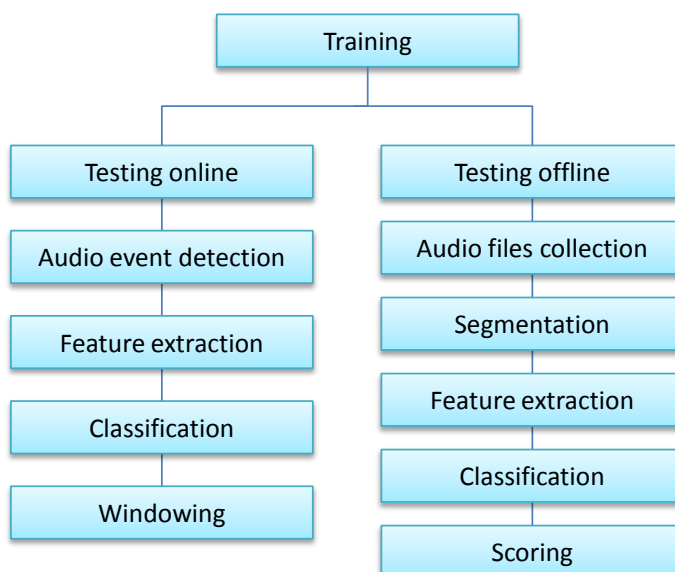 Training
Testing online
Audio event detection
Feature extraction
Classification
Windowing
Testing offline
Audio files collection
Segmentation
Feature extraction
Classification
Scoring